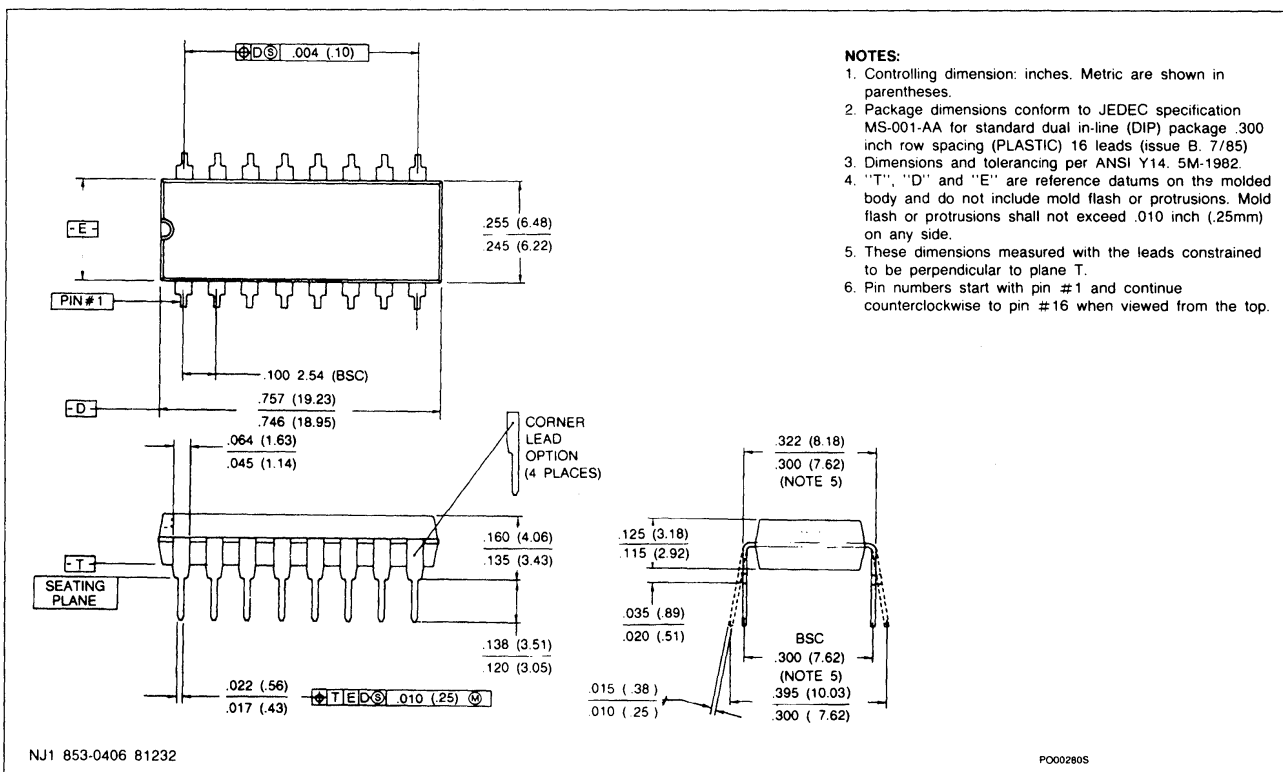 ⌖ D Ⓢ .004 (.10)
- E -
.255 (6.48)
.245 (6.22)
PIN #1
.100 2.54 (BSC)
- D -
.757 (19.23)
.746 (18.95)
.064 (1.63)
.045 (1.14)
CORNER
LEAD
OPTION
(4 PLACES)
.160 (4.06)
.135 (3.43)
- T -
SEATING
PLANE
.138 (3.51)
.120 (3.05)
.022 (.56)
.017 (.43)
⌖ T E D Ⓢ .010 (.25) Ⓜ
.322 (8.18)
.300 (7.62)
(NOTE 5)
.125 (3.18)
.115 (2.92)
.035 (.89)
.020 (.51)
BSC
.300 (7.62)
(NOTE 5)
.395 (10.03)
.300 ( 7.62)
.015 ( .38)
.010 ( .25 )
NOTES:
1. Controlling dimension: inches. Metric are shown in
parentheses.
2. Package dimensions conform to JEDEC specification
MS-001-AA for standard dual in-line (DIP) package .300
inch row spacing (PLASTIC) 16 leads (issue B. 7/85)
3. Dimensions and tolerancing per ANSI Y14. 5M-1982.
4. "T", "D" and "E" are reference datums on the molded
body and do not include mold flash or protrusions. Mold
flash or protrusions shall not exceed .010 inch (.25mm)
on any side.
5. These dimensions measured with the leads constrained
to be perpendicular to plane T.
6. Pin numbers start with pin #1 and continue
counterclockwise to pin #16 when viewed from the top.
NJ1 853-0406 81232
PO00280S